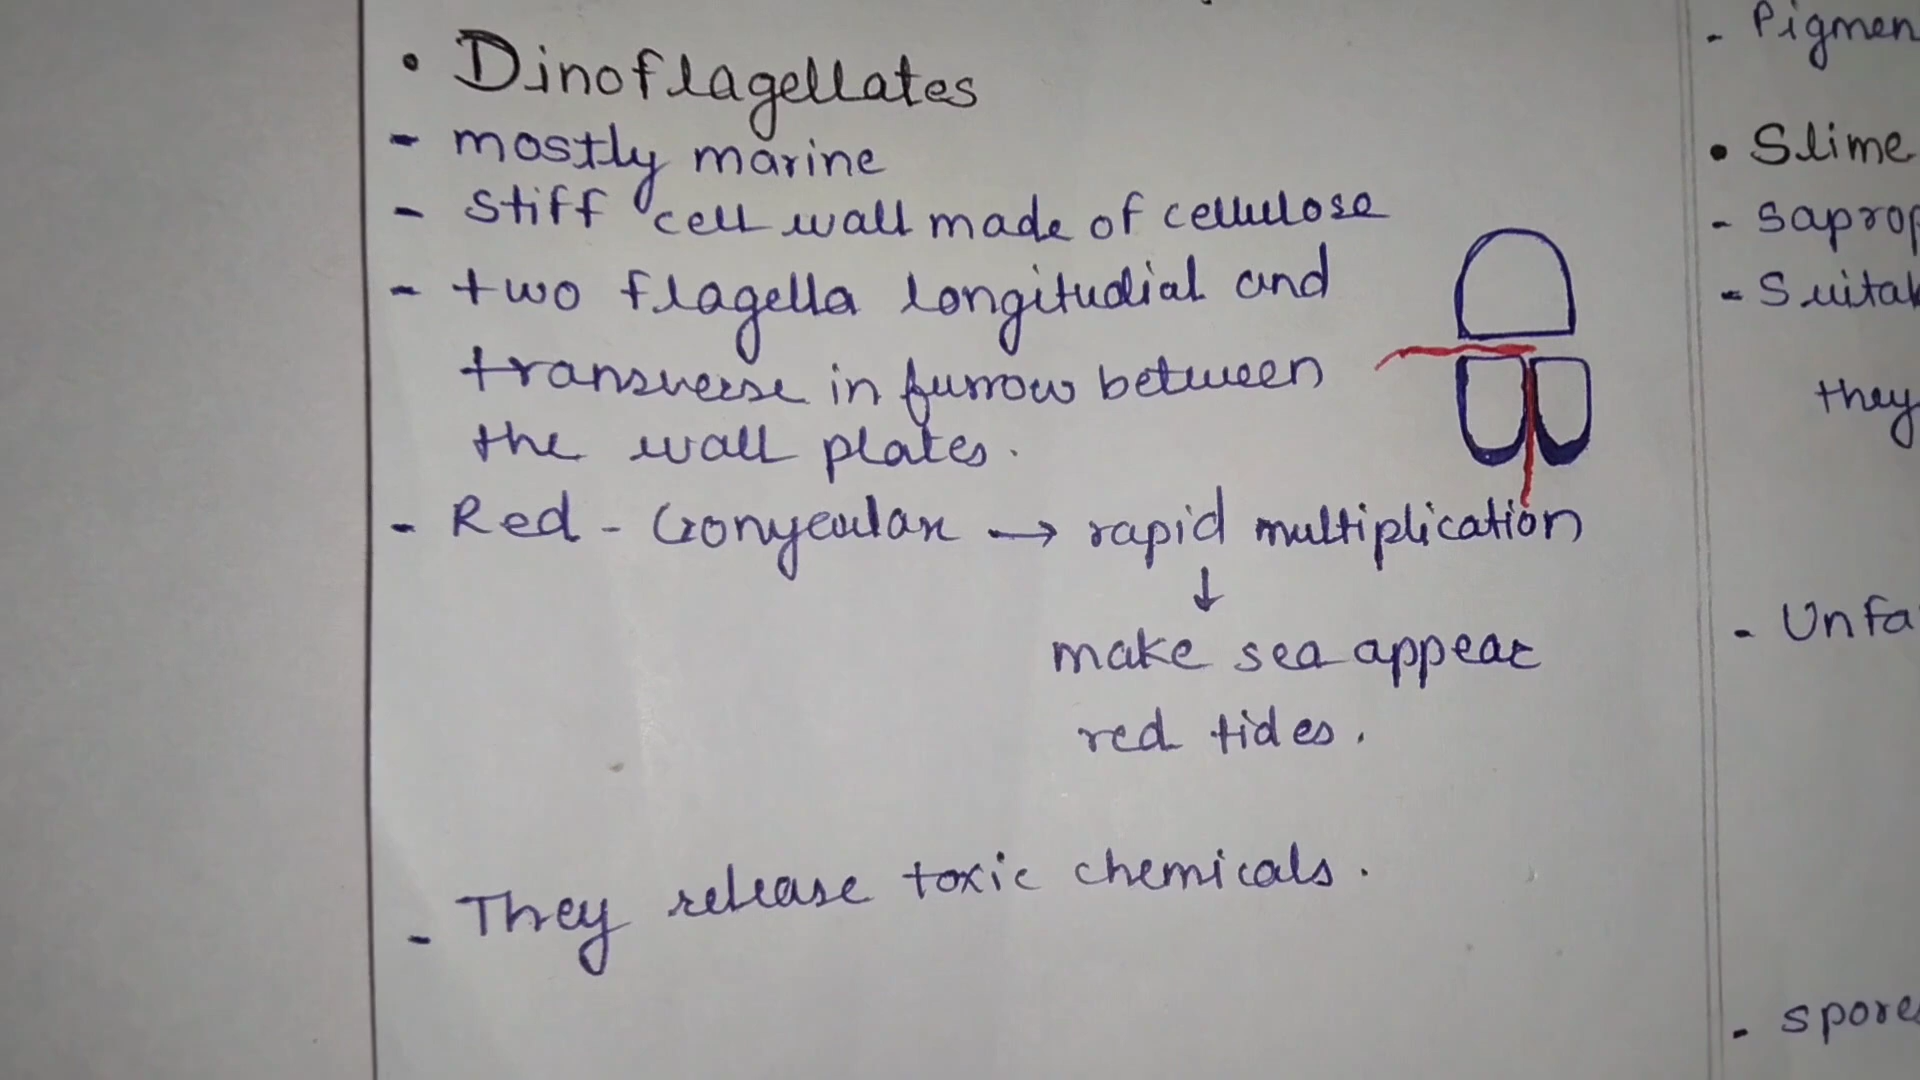 • Dinoflagellates
- mostly marine
- stiff cell wall made of cellulose
- two flagella longitudial and
transverse in furrow between
the wall plates.
- Red - Gonyeulax → rapid multiplication
↓
make sea appear
red tides.
- They release toxic chemicals.
- Pigmen
• Slime
- Saprop
- Suitab
they
- Unfa
- spores